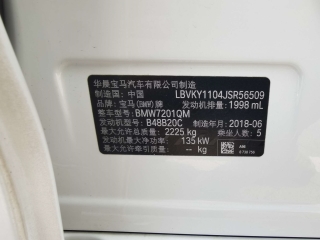 华晨宝马汽车有限公司制造
制造国：中国 LBVKY1104JSR56509
品牌：宝马(BMW)牌 发动机排量：1998 mL
整车型号：BMW7201QM
发动机型号：B48B20C 制造年月：2018-06
最大允许总质量：2225 kg 乘坐人数：5
发动机最大净功率：135 kW
最大允许牵引质量：-- kg